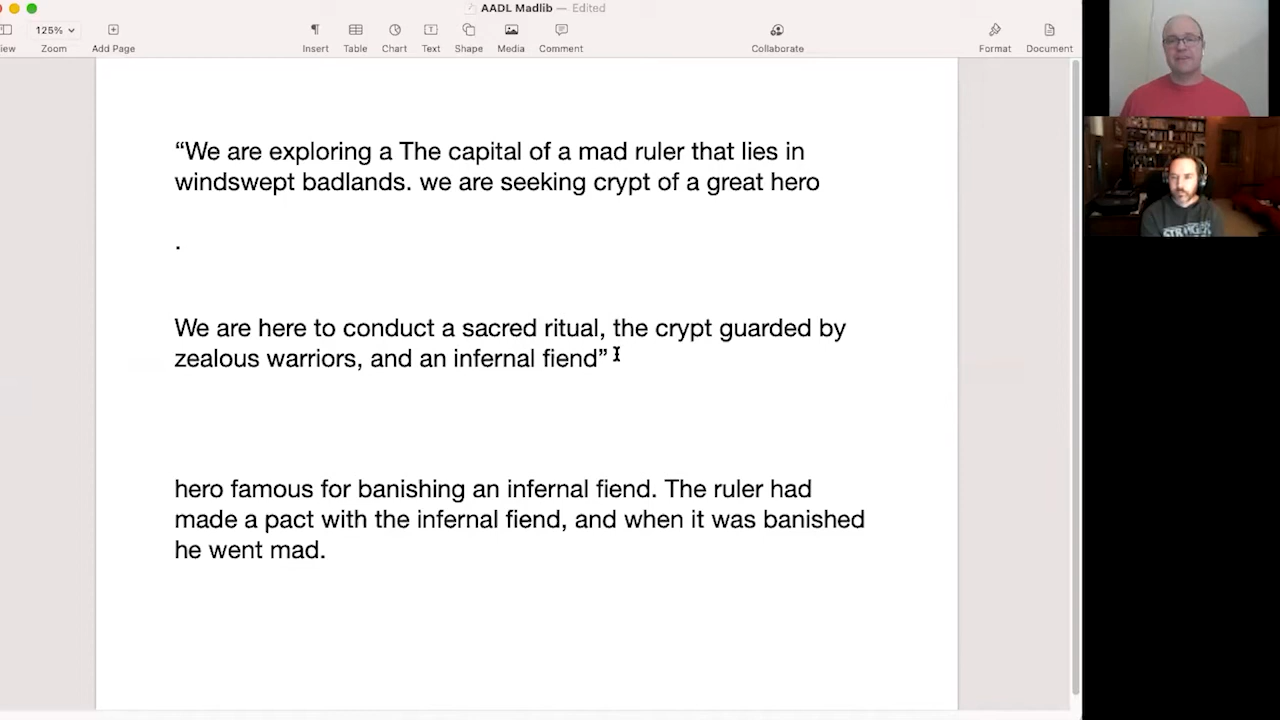 AADL Madlib — Edited
125%
iew Zoom Add Page Insert Table Chart Text Shape Media Comment Collaborate Format Document
“We are exploring a The capital of a mad ruler that lies in
windswept badlands. we are seeking crypt of a great hero
.
We are here to conduct a sacred ritual, the crypt guarded by
zealous warriors, and an infernal fiend”
hero famous for banishing an infernal fiend. The ruler had
made a pact with the infernal fiend, and when it was banished
he went mad.
STRANGER